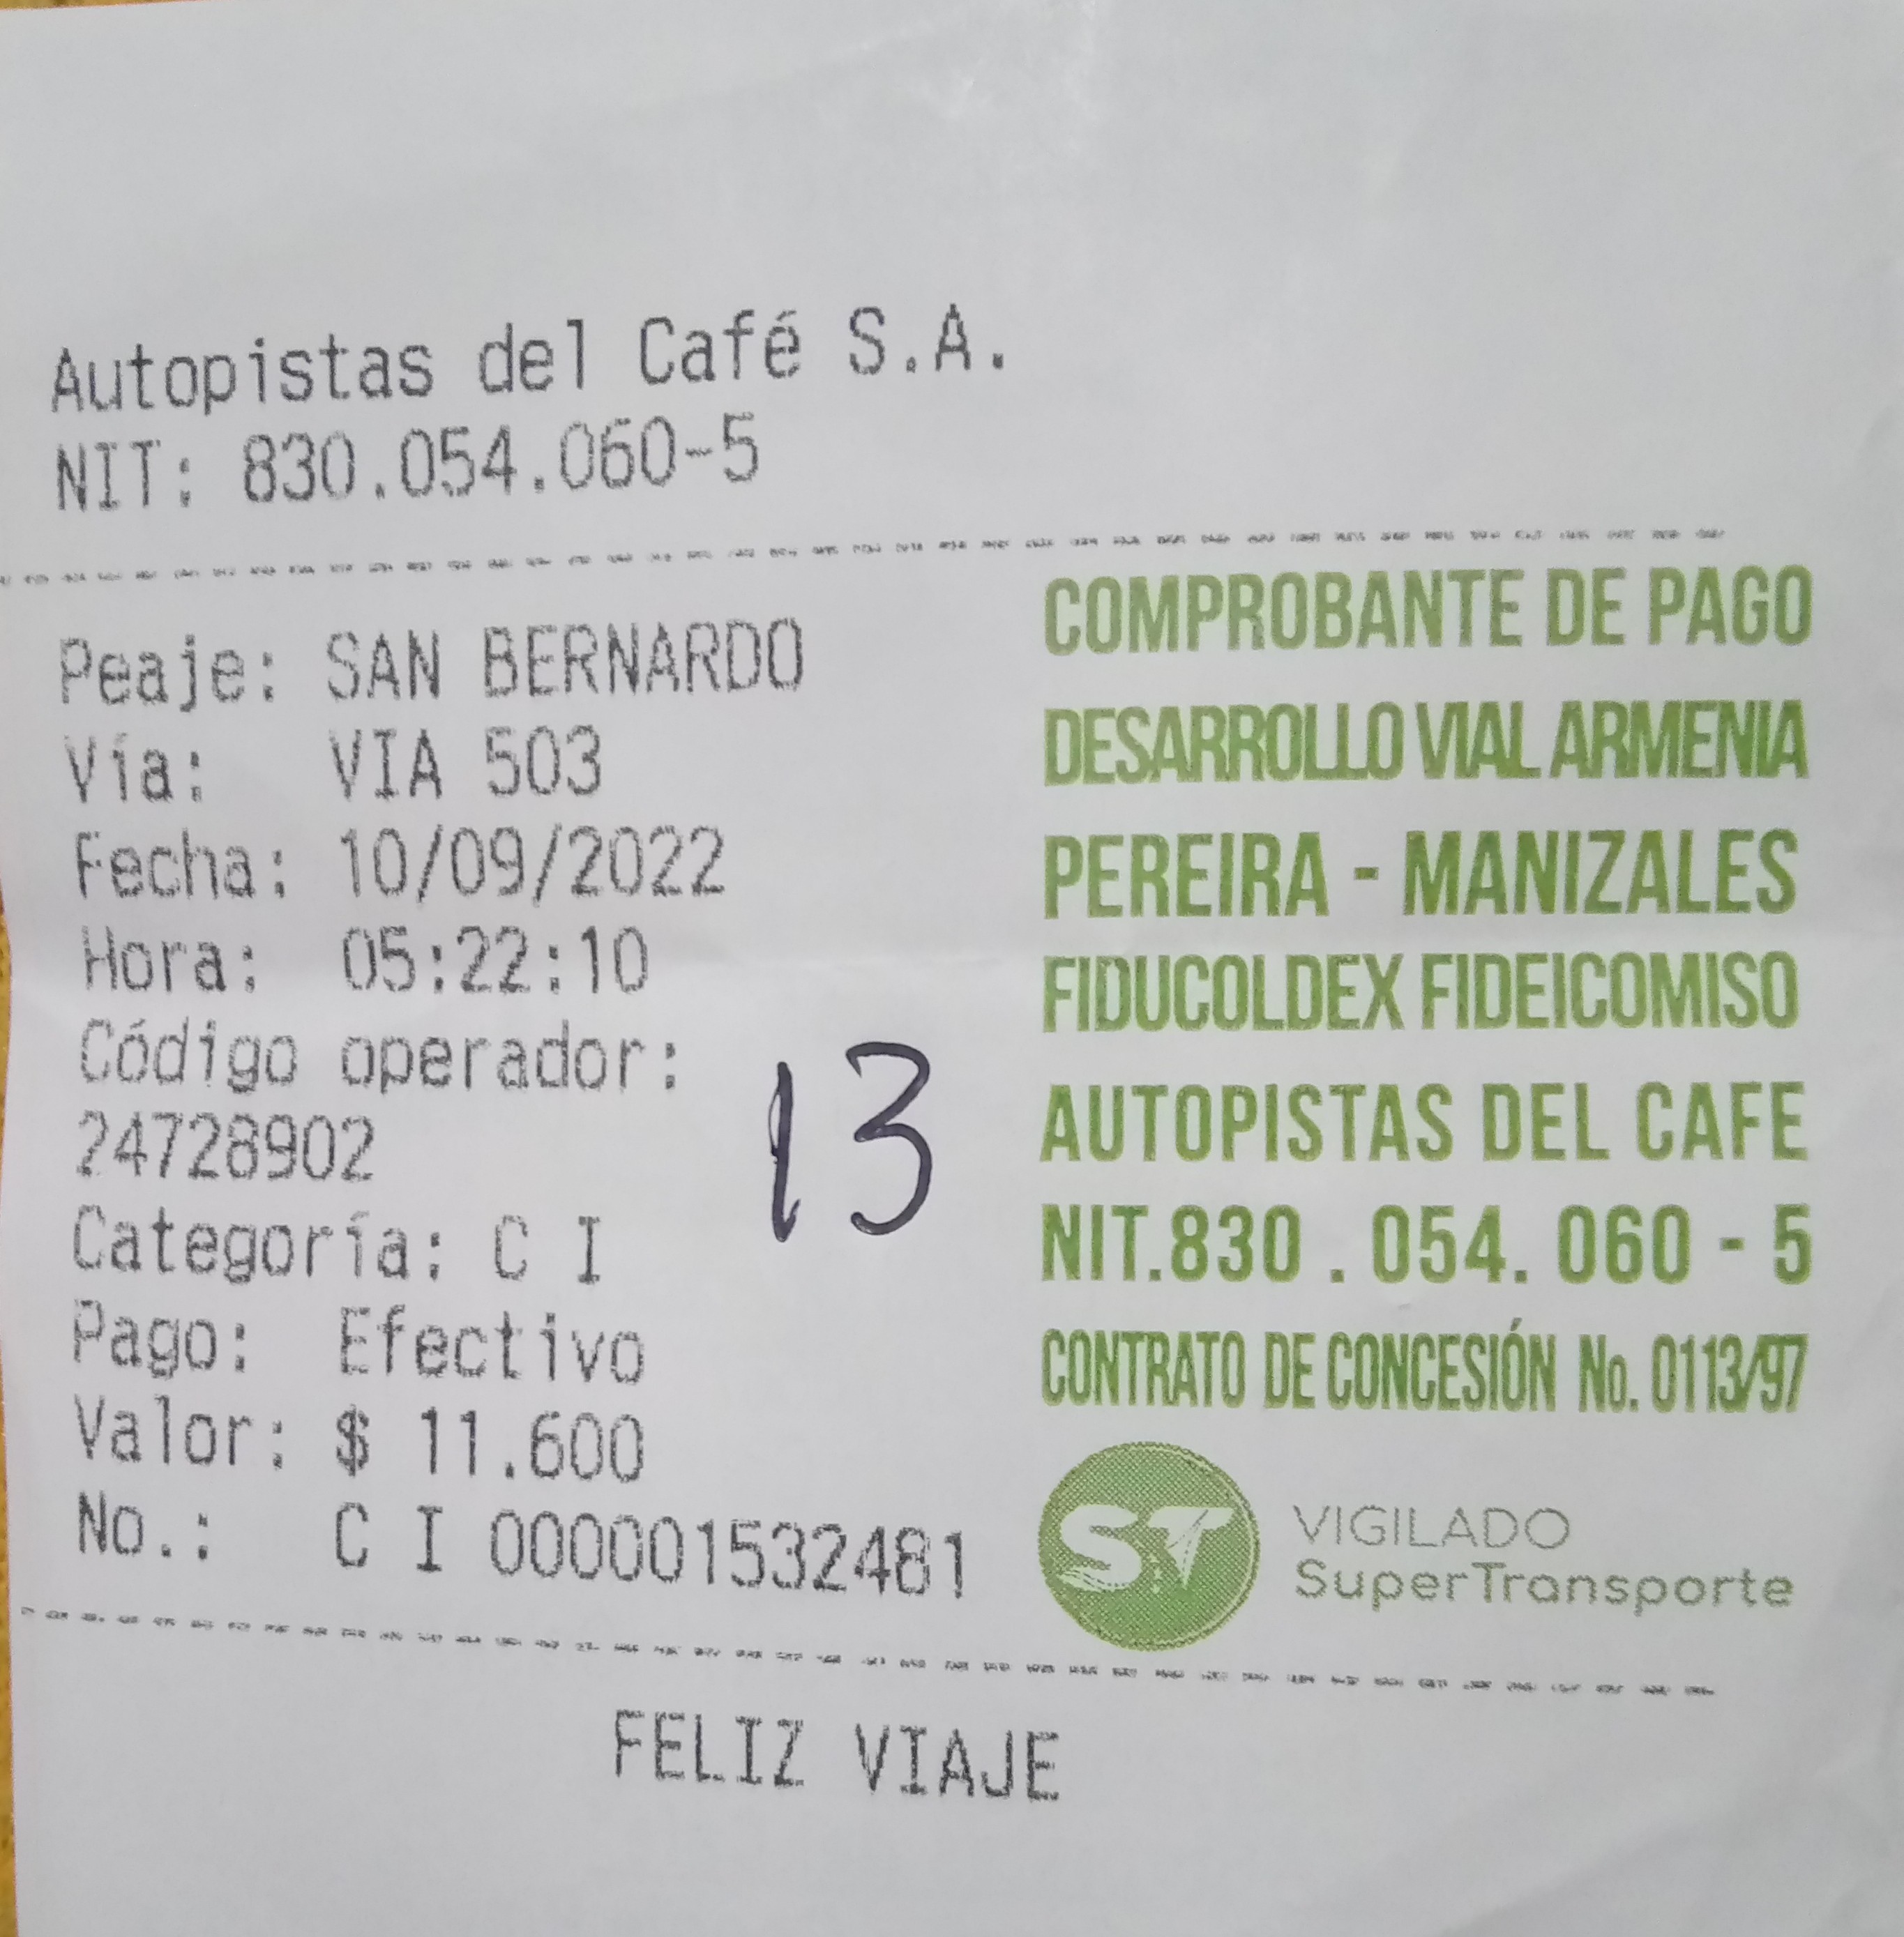 Autopistas del Café S.A.
NIT: 830.054.060-5
Peaje: SAN BERNARDO
Vía: VIA 503
Fecha: 10/09/2022
Hora: 05:22:10
Código operador:
24728902
Categoría: C I
Pago: Efectivo
Valor: $ 11.600
No.: C I 000001532481
13
COMPROBANTE DE PAGO
DESARROLLO VIAL ARMENIA
PEREIRA - MANIZALES
FIDUCOLDEX FIDEICOMISO
AUTOPISTAS DEL CAFE
NIT.830 . 054. 060 - 5
CONTRATO DE CONCESIÓN No. 0113/97
ST
VIGILADO
SuperTransporte
FELIZ VIAJE